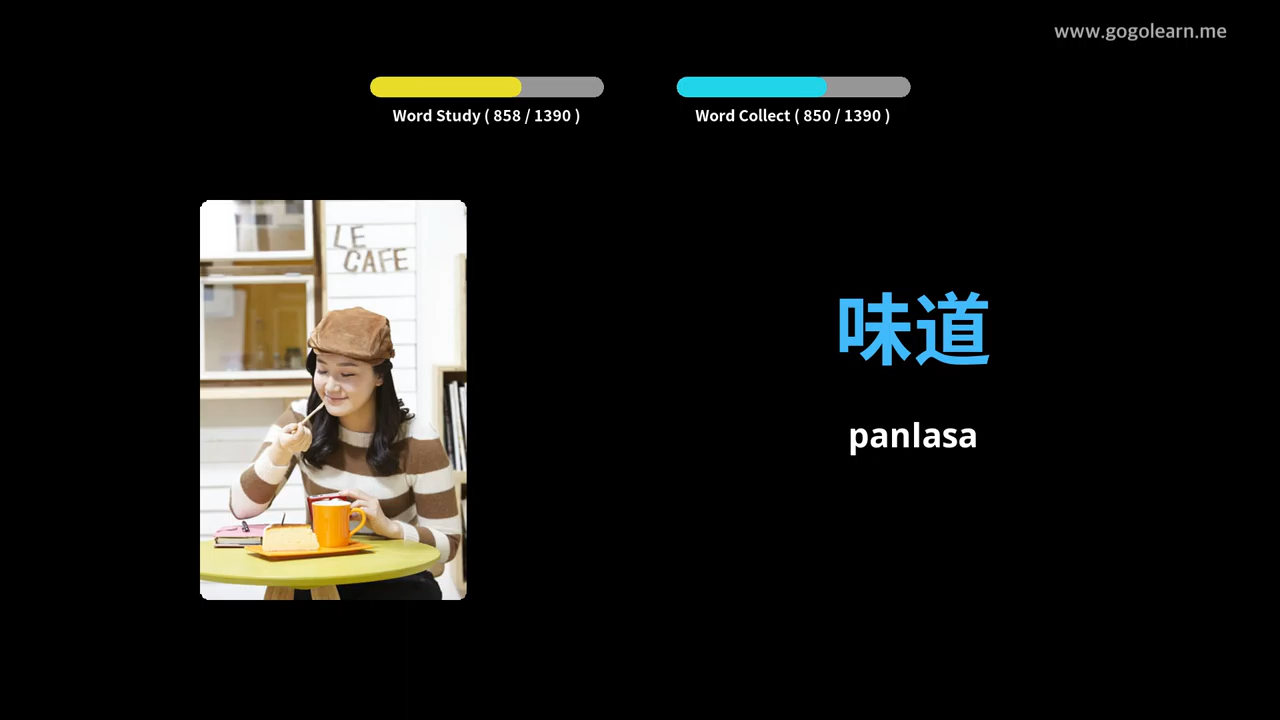 www.gogolearn.me
Word Study ( 858 / 1390 )
Word Collect ( 850 / 1390 )
LE
CAFE
味道
panlasa